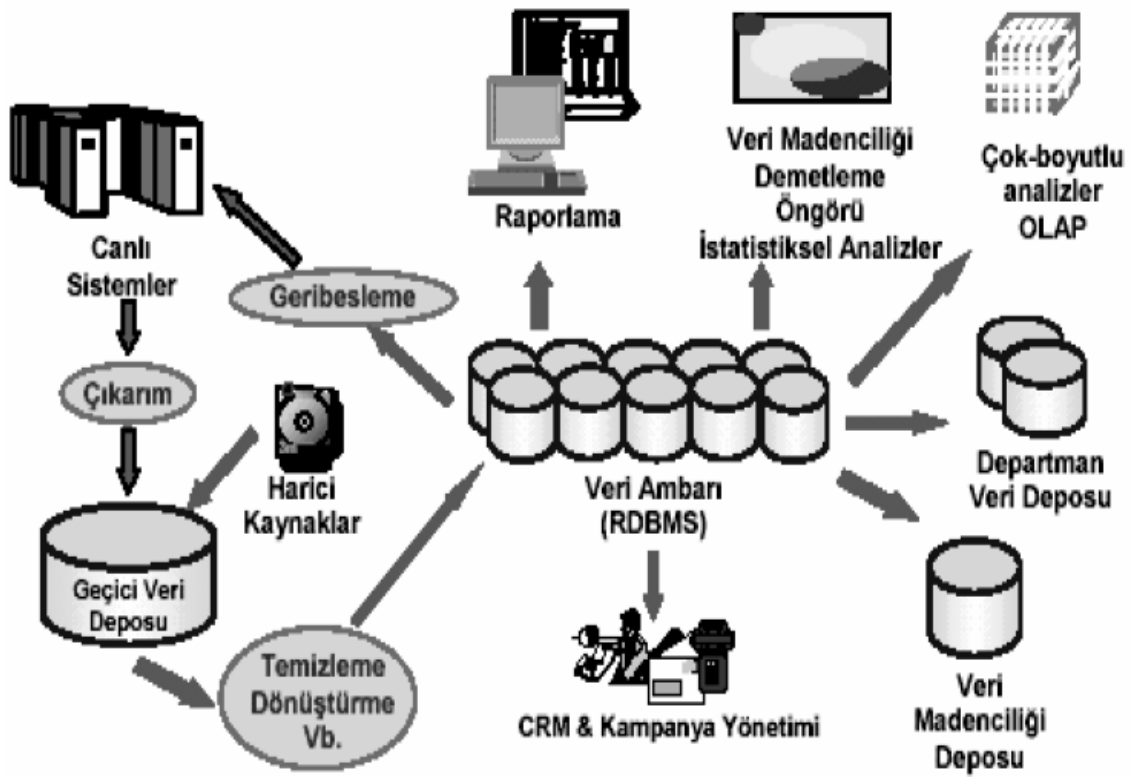 Raporlama
Veri Madenciliği
Demetleme
Öngörü
İstatistiksel Analizler
Çok-boyutlu
analizler
OLAP
Canlı
Sistemler
Geribesleme
Çıkarım
Harici
Kaynaklar
Geçici Veri
Deposu
Temizleme
Dönüştürme
Vb.
Veri Ambarı
(RDBMS)
CRM & Kampanya Yönetimi
Departman
Veri Deposu
Veri
Madenciliği
Deposu